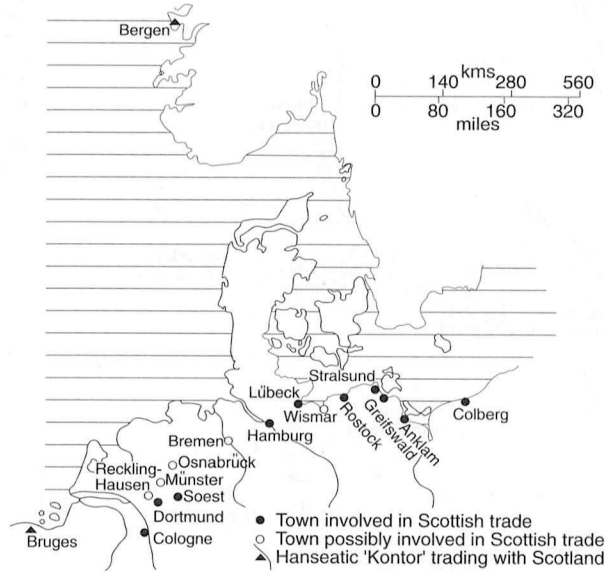 Bergen
kms
0 140 280 560
0 80 160 320
miles
Stralsund
Lübeck
Wismar
Rostock
Greifswald
Anklam
Colberg
Hamburg
Bremen
Osnabrück
Reckling-
Hausen
Münster
Soest
Dortmund
Cologne
Bruges
Town involved in Scottish trade
Town possibly involved in Scottish trade
Hanseatic 'Kontor' trading with Scotland